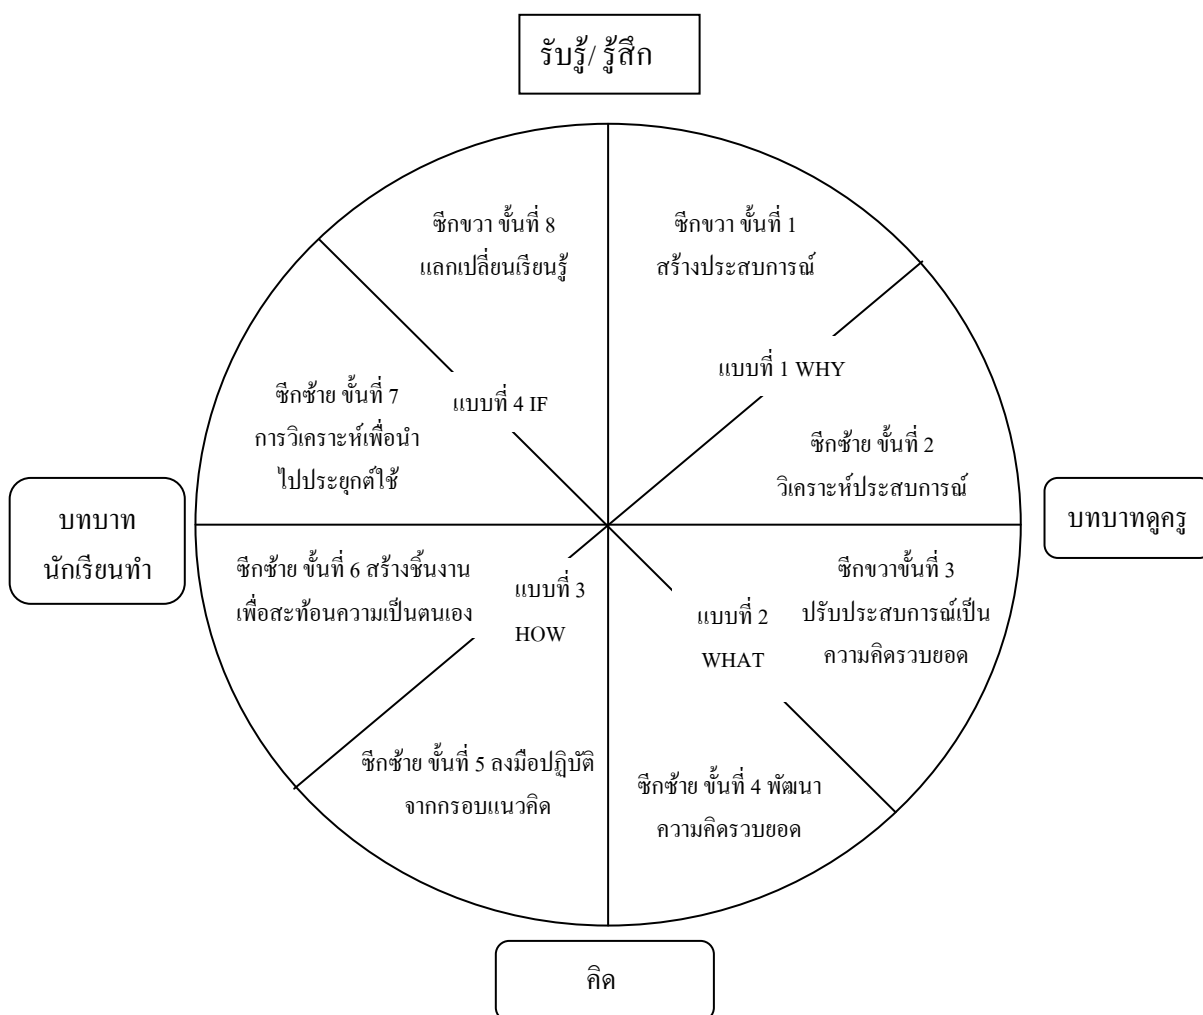 รับรู้/ รู้สึก
ซีกขวา ขั้นที่ 8
แลกเปลี่ยนเรียนรู้
ซีกขวา ขั้นที่ 1
สร้างประสบการณ์
แบบที่ 1 WHY
ซีกซ้าย ขั้นที่ 7
การวิเคราะห์เพื่อนำ
ไปประยุกต์ใช้
แบบที่ 4 IF
ซีกซ้าย ขั้นที่ 2
วิเคราะห์ประสบการณ์
บทบาท
นักเรียนทำ
บทบาทดูครู
ซีกซ้าย ขั้นที่ 6 สร้างชิ้นงาน
เพื่อสะท้อนความเป็นตนเอง
แบบที่ 3
HOW
แบบที่ 2
WHAT
ซีกขวาขั้นที่ 3
ปรับประสบการณ์เป็น
ความคิดรวบยอด
ซีกซ้าย ขั้นที่ 5 ลงมือปฏิบัติ
จากกรอบแนวคิด
ซีกซ้าย ขั้นที่ 4 พัฒนา
ความคิดรวบยอด
คิด